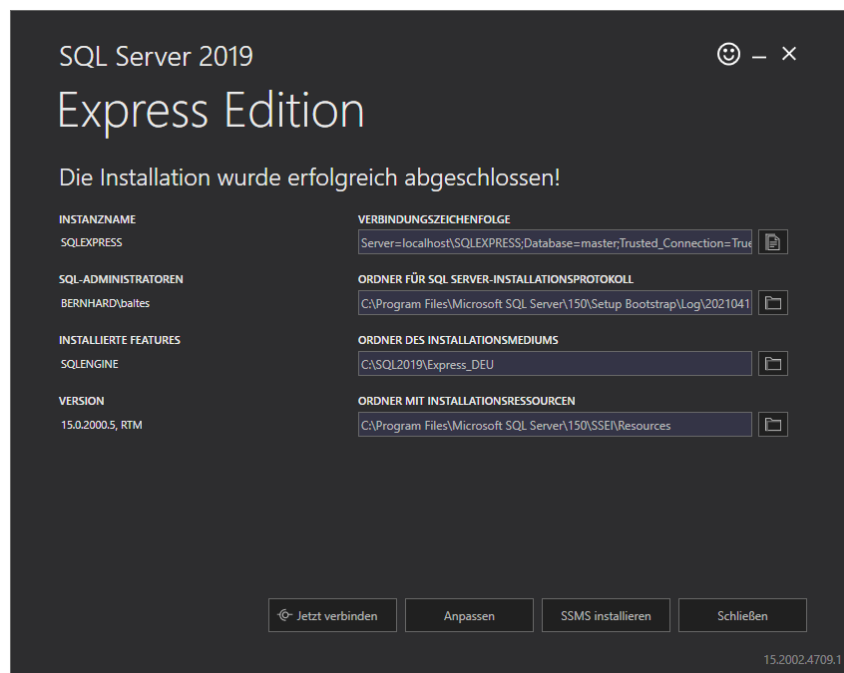 SQL Server 2019
Express Edition
Die Installation wurde erfolgreich abgeschlossen!
INSTANZNAME
SQLEXPRESS
VERBINDUNGSZEICHENFOLGE
Server=localhost\SQLEXPRESS;Database=master;Trusted_Connection=True
SQL-ADMINISTRATOREN
BERNHARD\baltes
ORDNER FÜR SQL SERVER-INSTALLATIONSPROTOKOLL
C:\Program Files\Microsoft SQL Server\150\Setup Bootstrap\Log\2021041
INSTALLIERTE FEATURES
SQLENGINE
ORDNER DES INSTALLATIONSMEDIUMS
C:\SQL2019\Express_DEU
VERSION
15.0.2000.5, RTM
ORDNER MIT INSTALLATIONSRESSOURCEN
C:\Program Files\Microsoft SQL Server\150\SSEI\Resources
Jetzt verbinden
Anpassen
SSMS installieren
Schließen
15.2002.4709.1